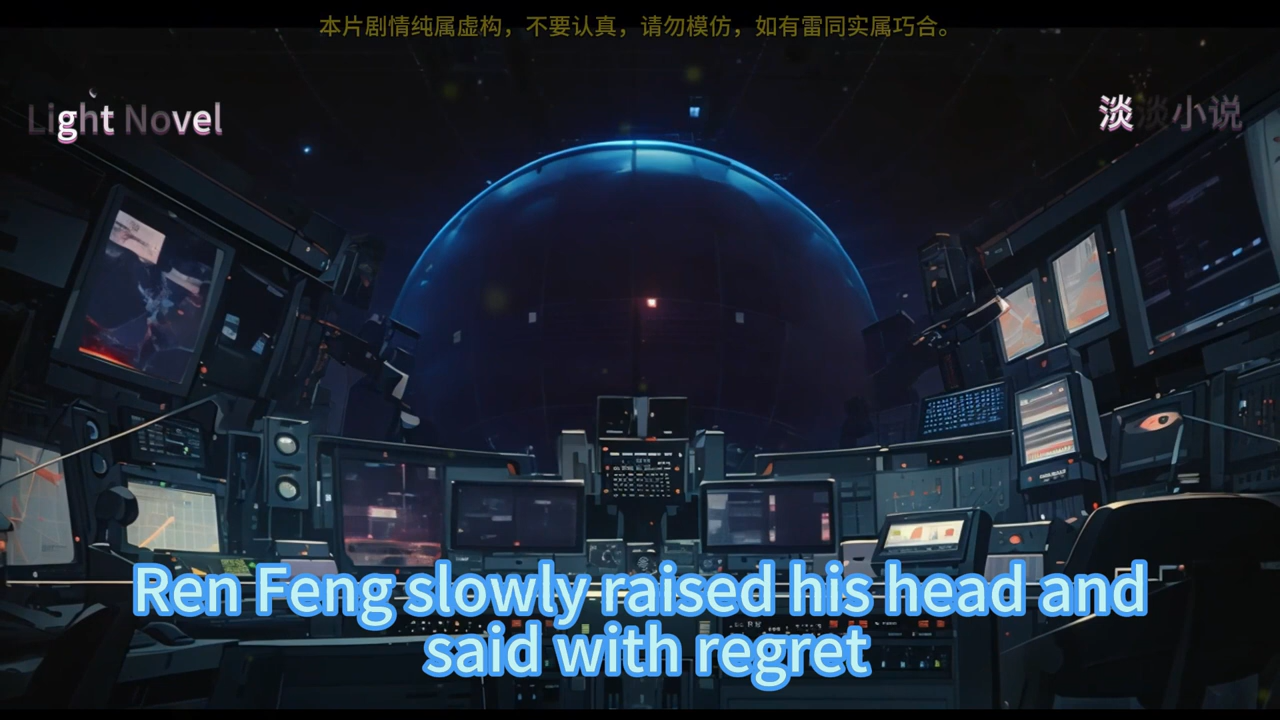 本片剧情纯属虚构，不要认真，请勿模仿，如有雷同实属巧合。
Light Novel
淡淡小说
Ren Feng slowly raised his head and
said with regret